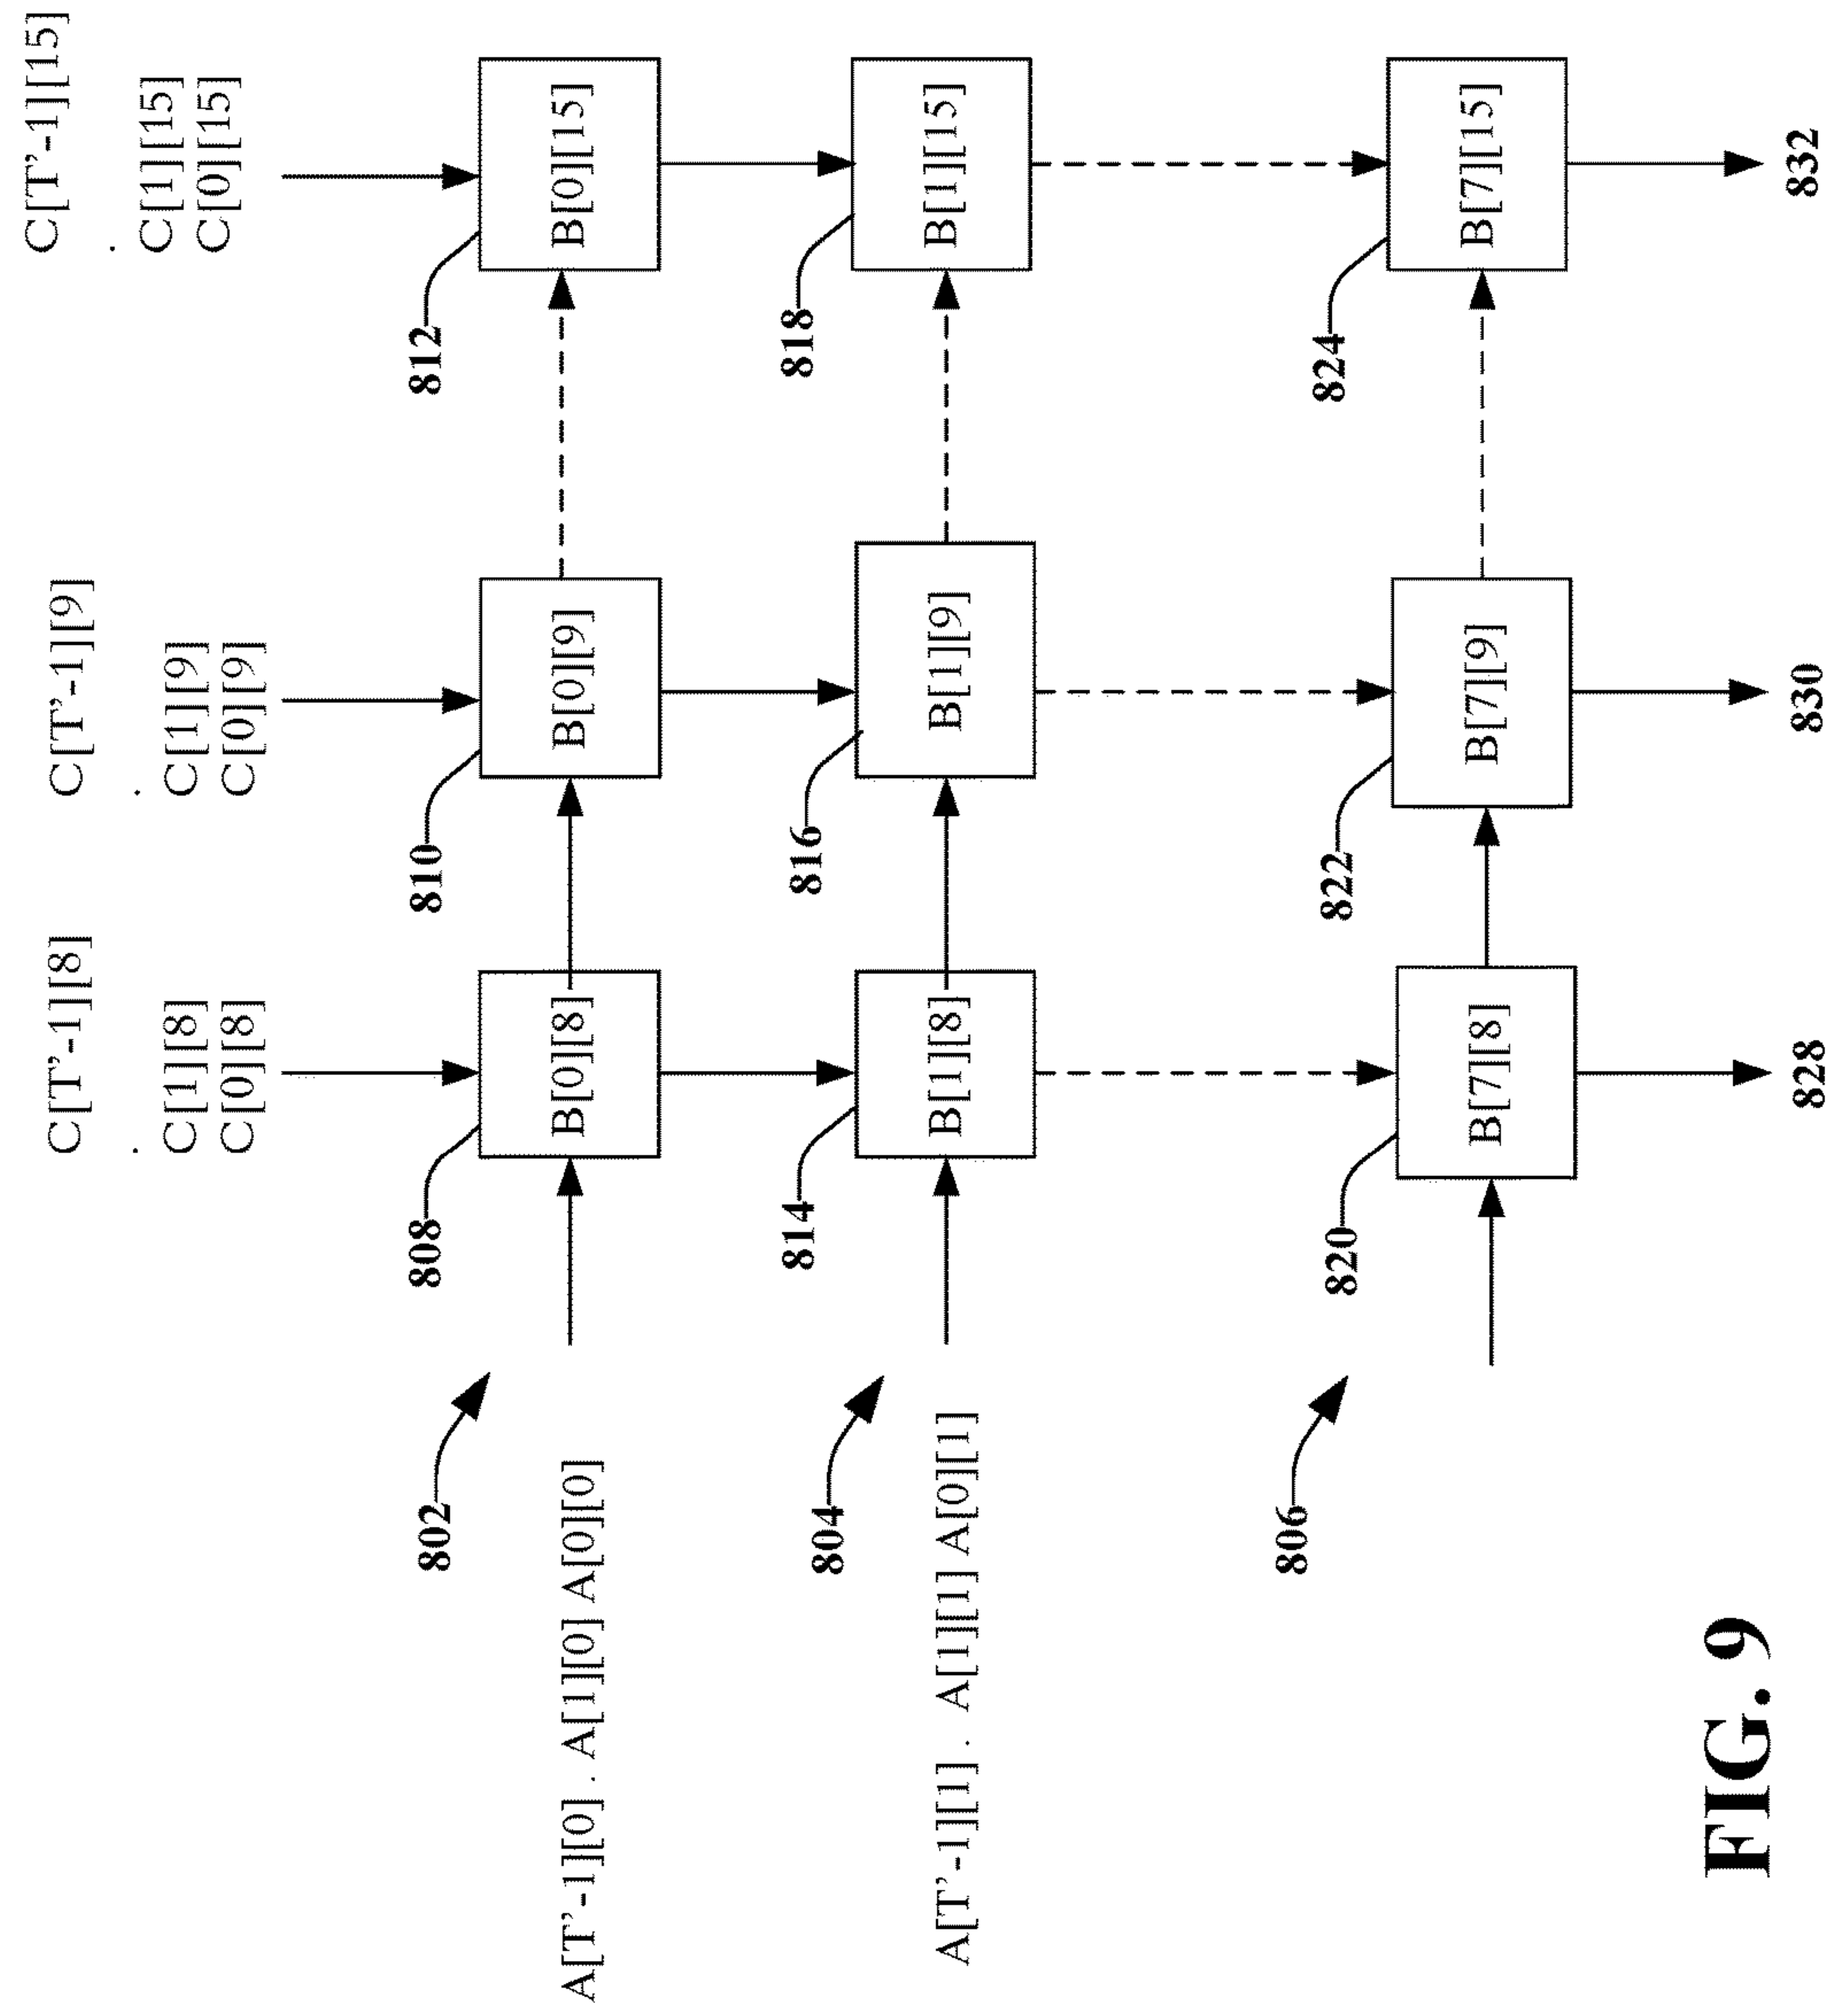 C[T'-1][8]
.
C[1][8]
C[0][8]
C[T'-1][9]
.
C[1][9]
C[0][9]
C[T'-1][15]
.
C[1][15]
C[0][15]
802
808
810
812
A[T'-1][0] . A[1][0] A[0][0]
B[0][8]
B[0][9]
B[0][15]
804
814
816
818
A[T'-1][1] . A[1][1] A[0][1]
B[1][8]
B[1][9]
B[1][15]
806
820
822
824
B[7][8]
B[7][9]
B[7][15]
828
830
832
FIG. 9